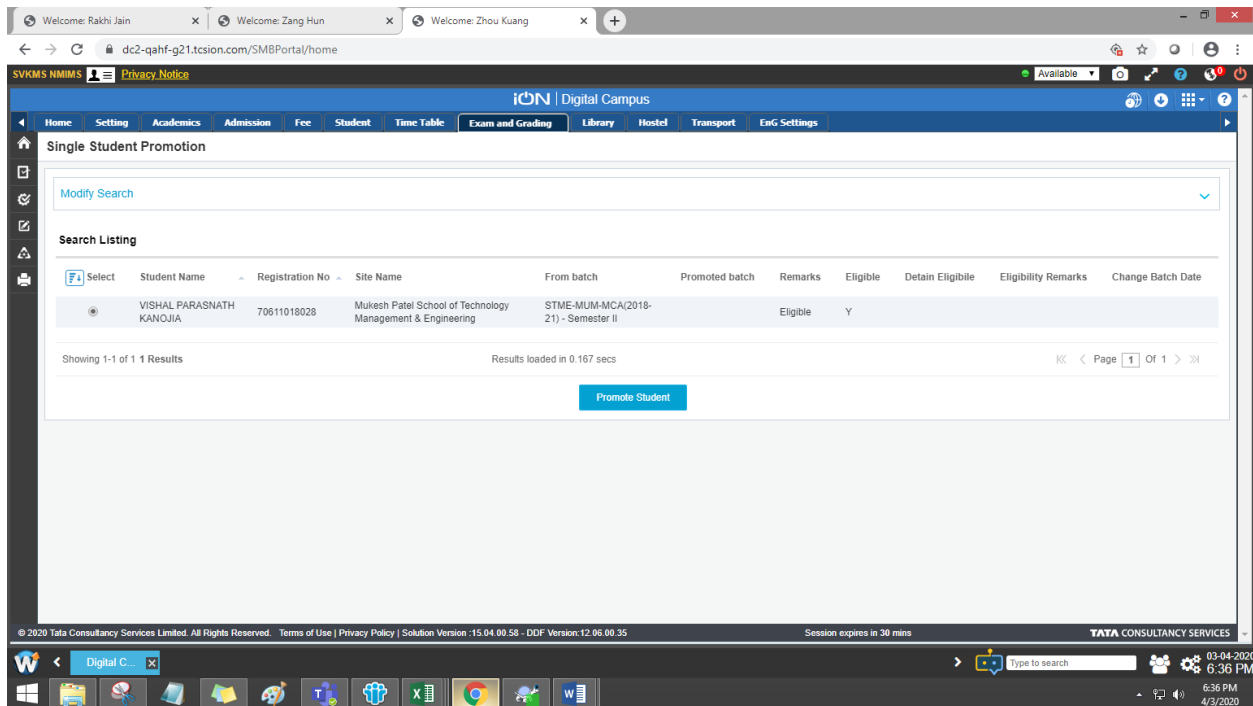 Welcome: Rakhi Jain
Welcome: Zang Hun
Welcome: Zhou Kuang
dc2-qahf-g21.tcsion.com/SMBPortal/home
SVKMS NMIMS Privacy Notice Available 0
iON | Digital Campus
Home Setting Academics Admission Fee Student Time Table Exam and Grading Library Hostel Transport EnG Settings
Single Student Promotion
Modify Search
Search Listing
Select Student Name Registration No Site Name From batch Promoted batch Remarks Eligible Detain Eligibile Eligibility Remarks Change Batch Date
VISHAL PARASNATH
KANOJIA
70611018028
Mukesh Patel School of Technology
Management & Engineering
STME-MUM-MCA(2018-
21) - Semester II
Eligible
Y
Showing 1-1 of 1 1 Results Results loaded in 0.167 secs Page 1 Of 1
Promote Student
© 2020 Tata Consultancy Services Limited. All Rights Reserved. Terms of Use | Privacy Policy | Solution Version :15.04.00.58 - DDF Version:12.06.00.35 Session expires in 30 mins TATA CONSULTANCY SERVICES
Digital C... Type to search
03-04-2020
6:36 PM
6:36 PM
4/3/2020